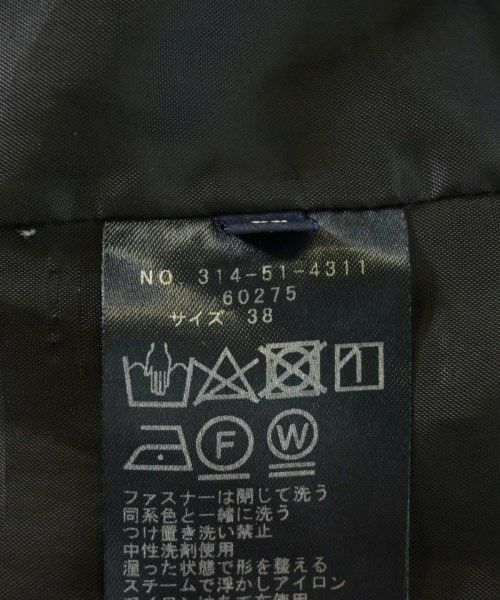 NO 314-51-4311
60275
サイズ 38
F W
ファスナーは閉じて洗う
同系色と一緒に洗う
つけ置き洗い禁止
中性洗剤使用
湿った状態で形を整える
スチームで浮かしアイロン